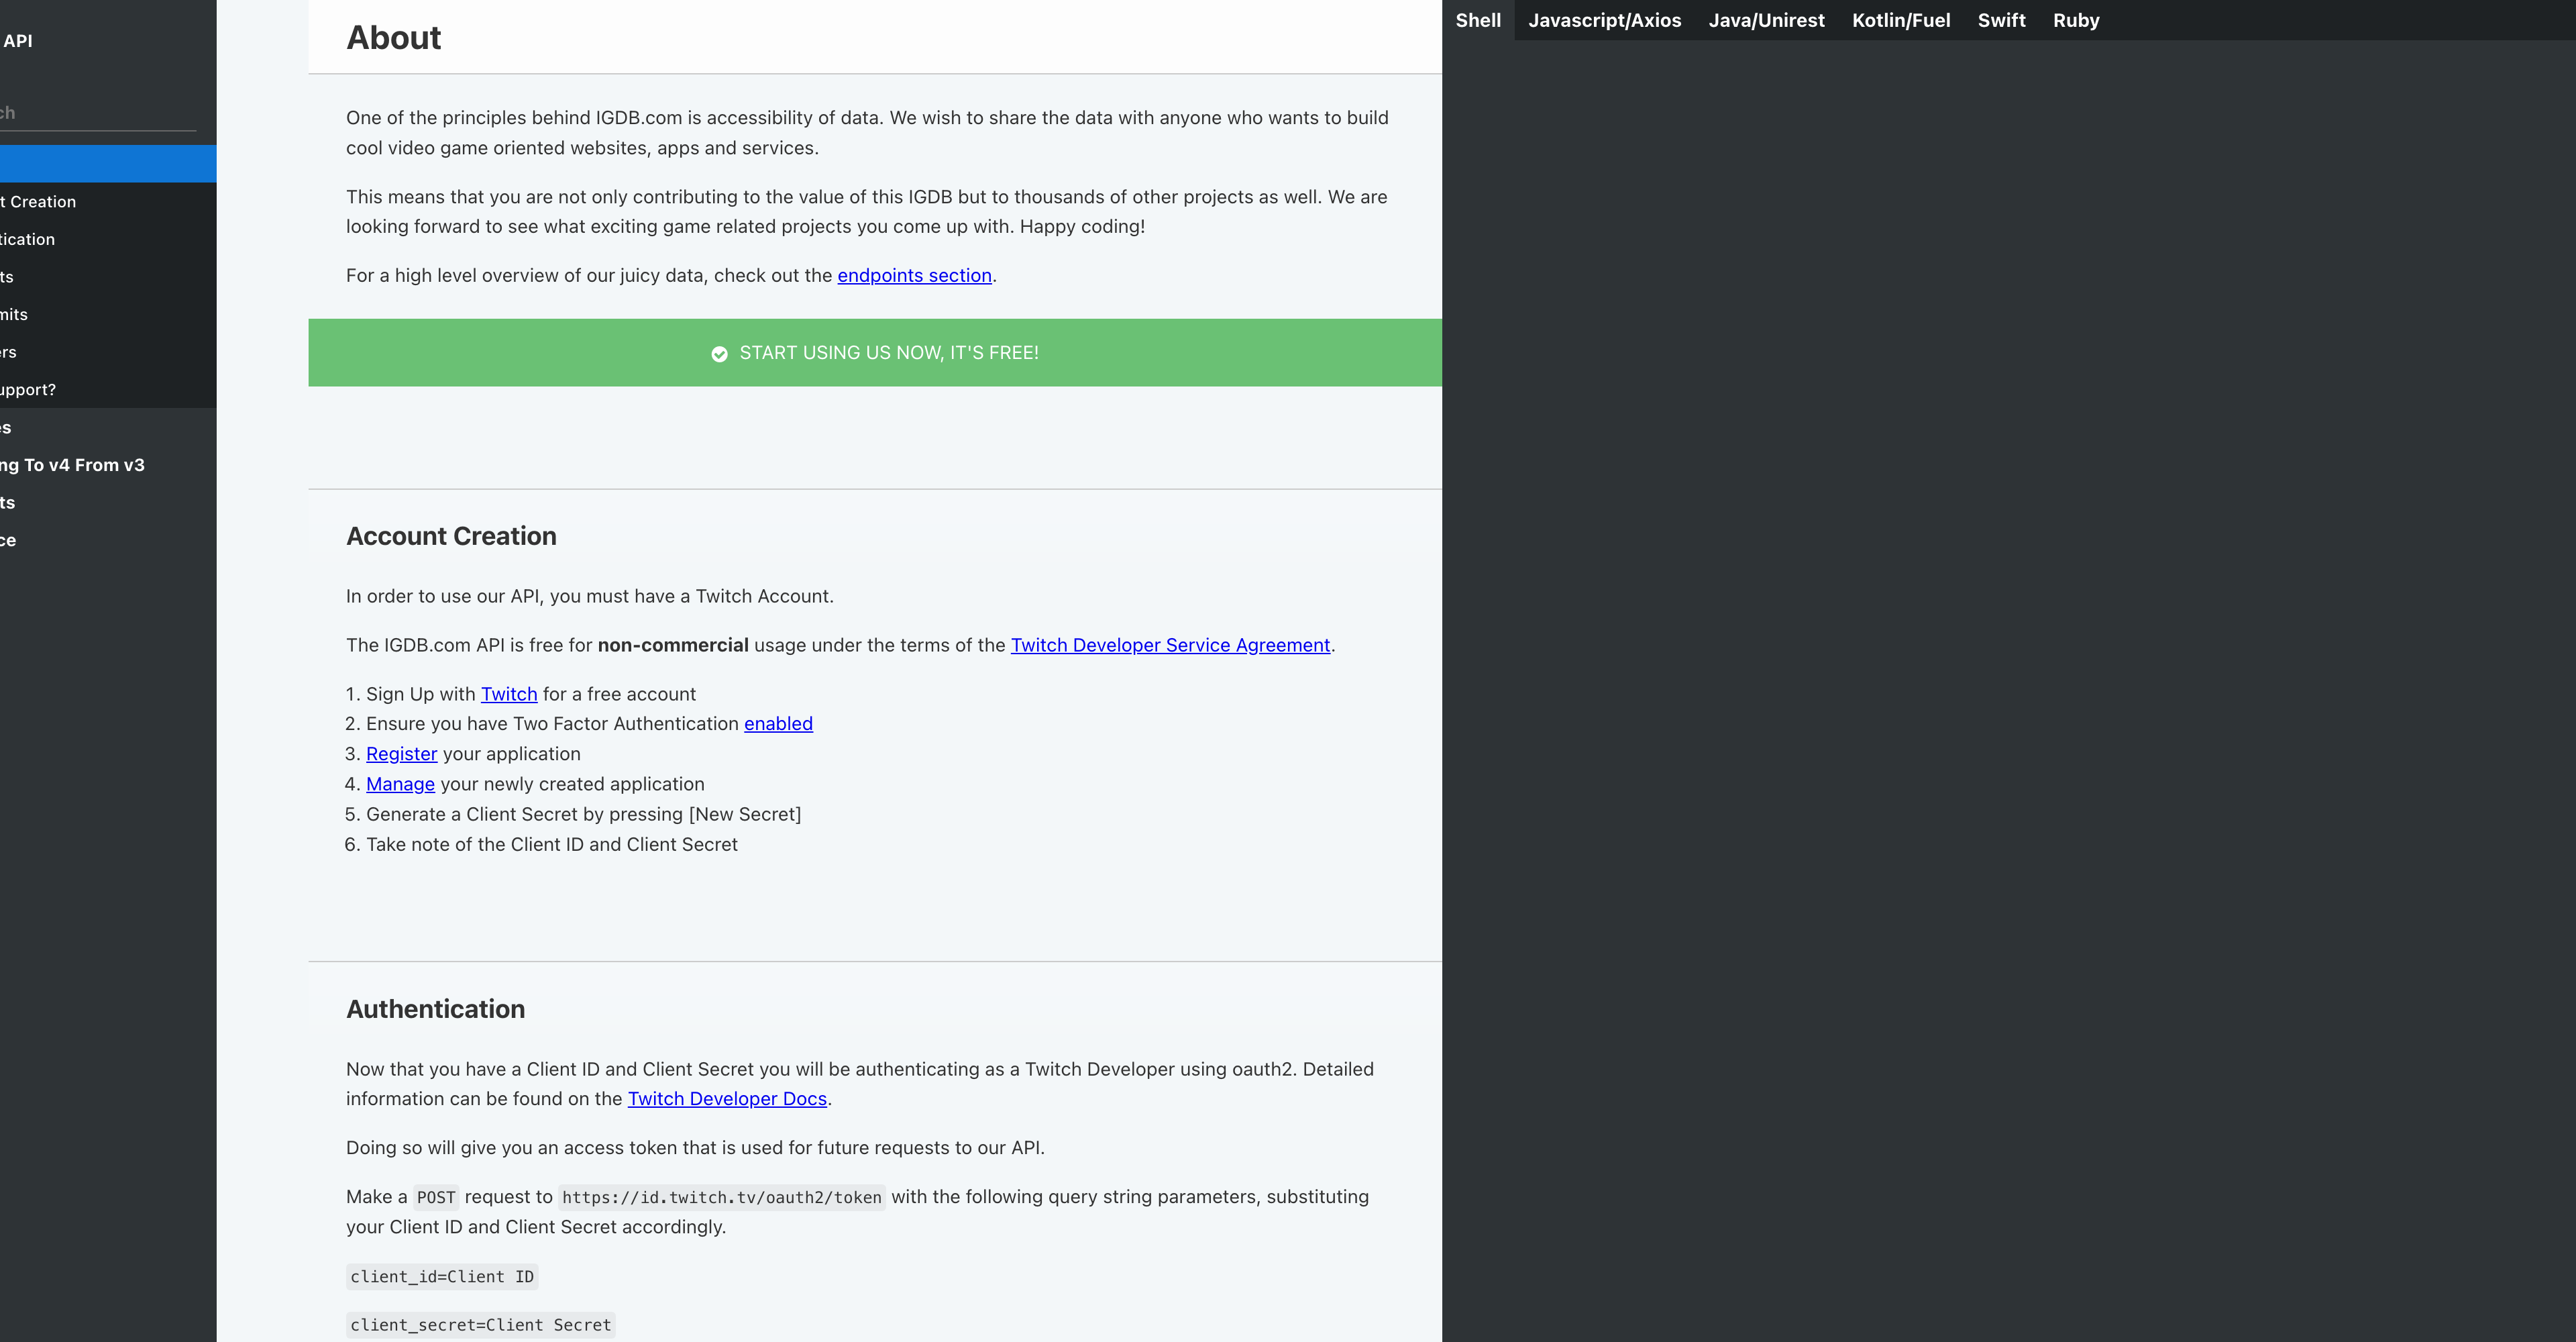 API
ch
t Creation
tication
ts
mits
ers
upport?
es
ng To v4 From v3
ts
ce
About
One of the principles behind IGDB.com is accessibility of data. We wish to share the data with anyone who wants to build
cool video game oriented websites, apps and services.
This means that you are not only contributing to the value of this IGDB but to thousands of other projects as well. We are
looking forward to see what exciting game related projects you come up with. Happy coding!
For a high level overview of our juicy data, check out the endpoints section.
START USING US NOW, IT'S FREE!
Account Creation
In order to use our API, you must have a Twitch Account.
The IGDB.com API is free for non-commercial usage under the terms of the Twitch Developer Service Agreement.
1. Sign Up with Twitch for a free account
2. Ensure you have Two Factor Authentication enabled
3. Register your application
4. Manage your newly created application
5. Generate a Client Secret by pressing [New Secret]
6. Take note of the Client ID and Client Secret
Authentication
Now that you have a Client ID and Client Secret you will be authenticating as a Twitch Developer using oauth2. Detailed
information can be found on the Twitch Developer Docs.
Doing so will give you an access token that is used for future requests to our API.
Make a POST request to https://id.twitch.tv/oauth2/token with the following query string parameters, substituting
your Client ID and Client Secret accordingly.
client_id=Client ID
client_secret=Client Secret
Shell Javascript/Axios Java/Unirest Kotlin/Fuel Swift Ruby